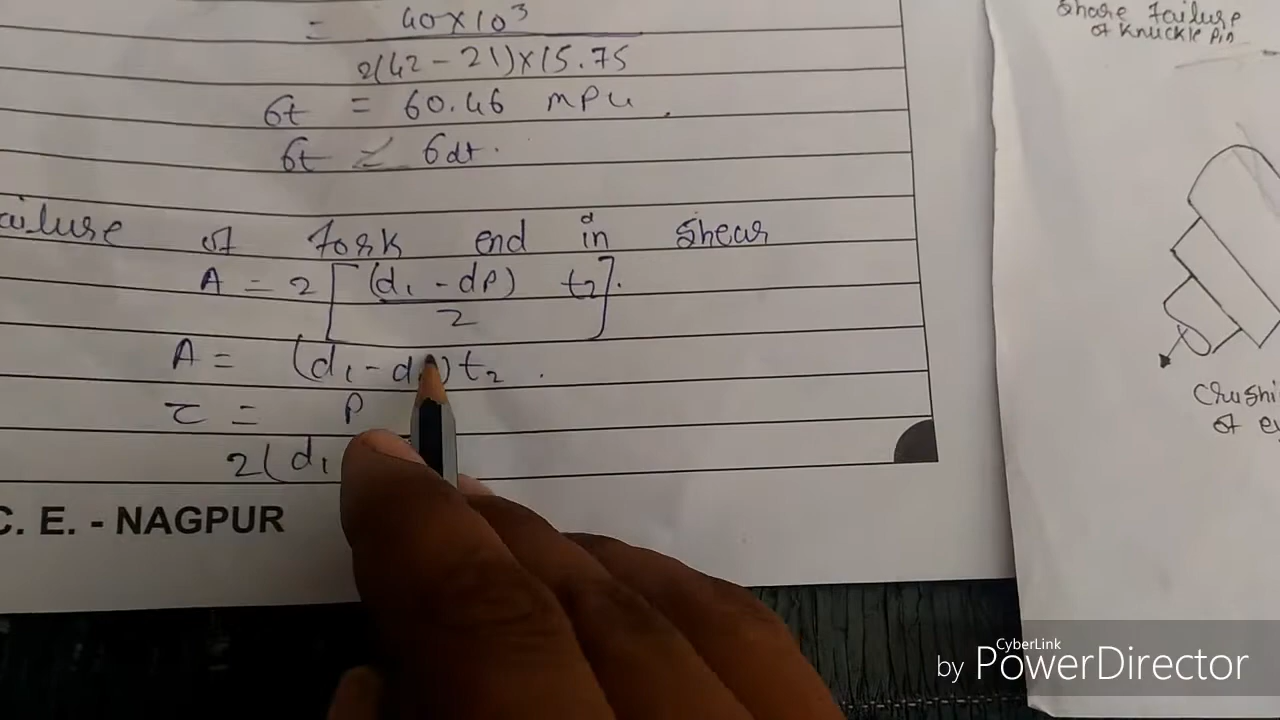 = 40×10³
2(42-21)×15.75
σt = 60.46 mPa.
σt < σdt.
ailure of fork end in shear
A = 2[(d₁-dp) t₂].
2
A = (d₁-d )t₂.
τ = P
2(d₁
C. E. - NAGPUR
Share failure
of knuckle pin
Crushi
of ey
CyberLink
by PowerDirector